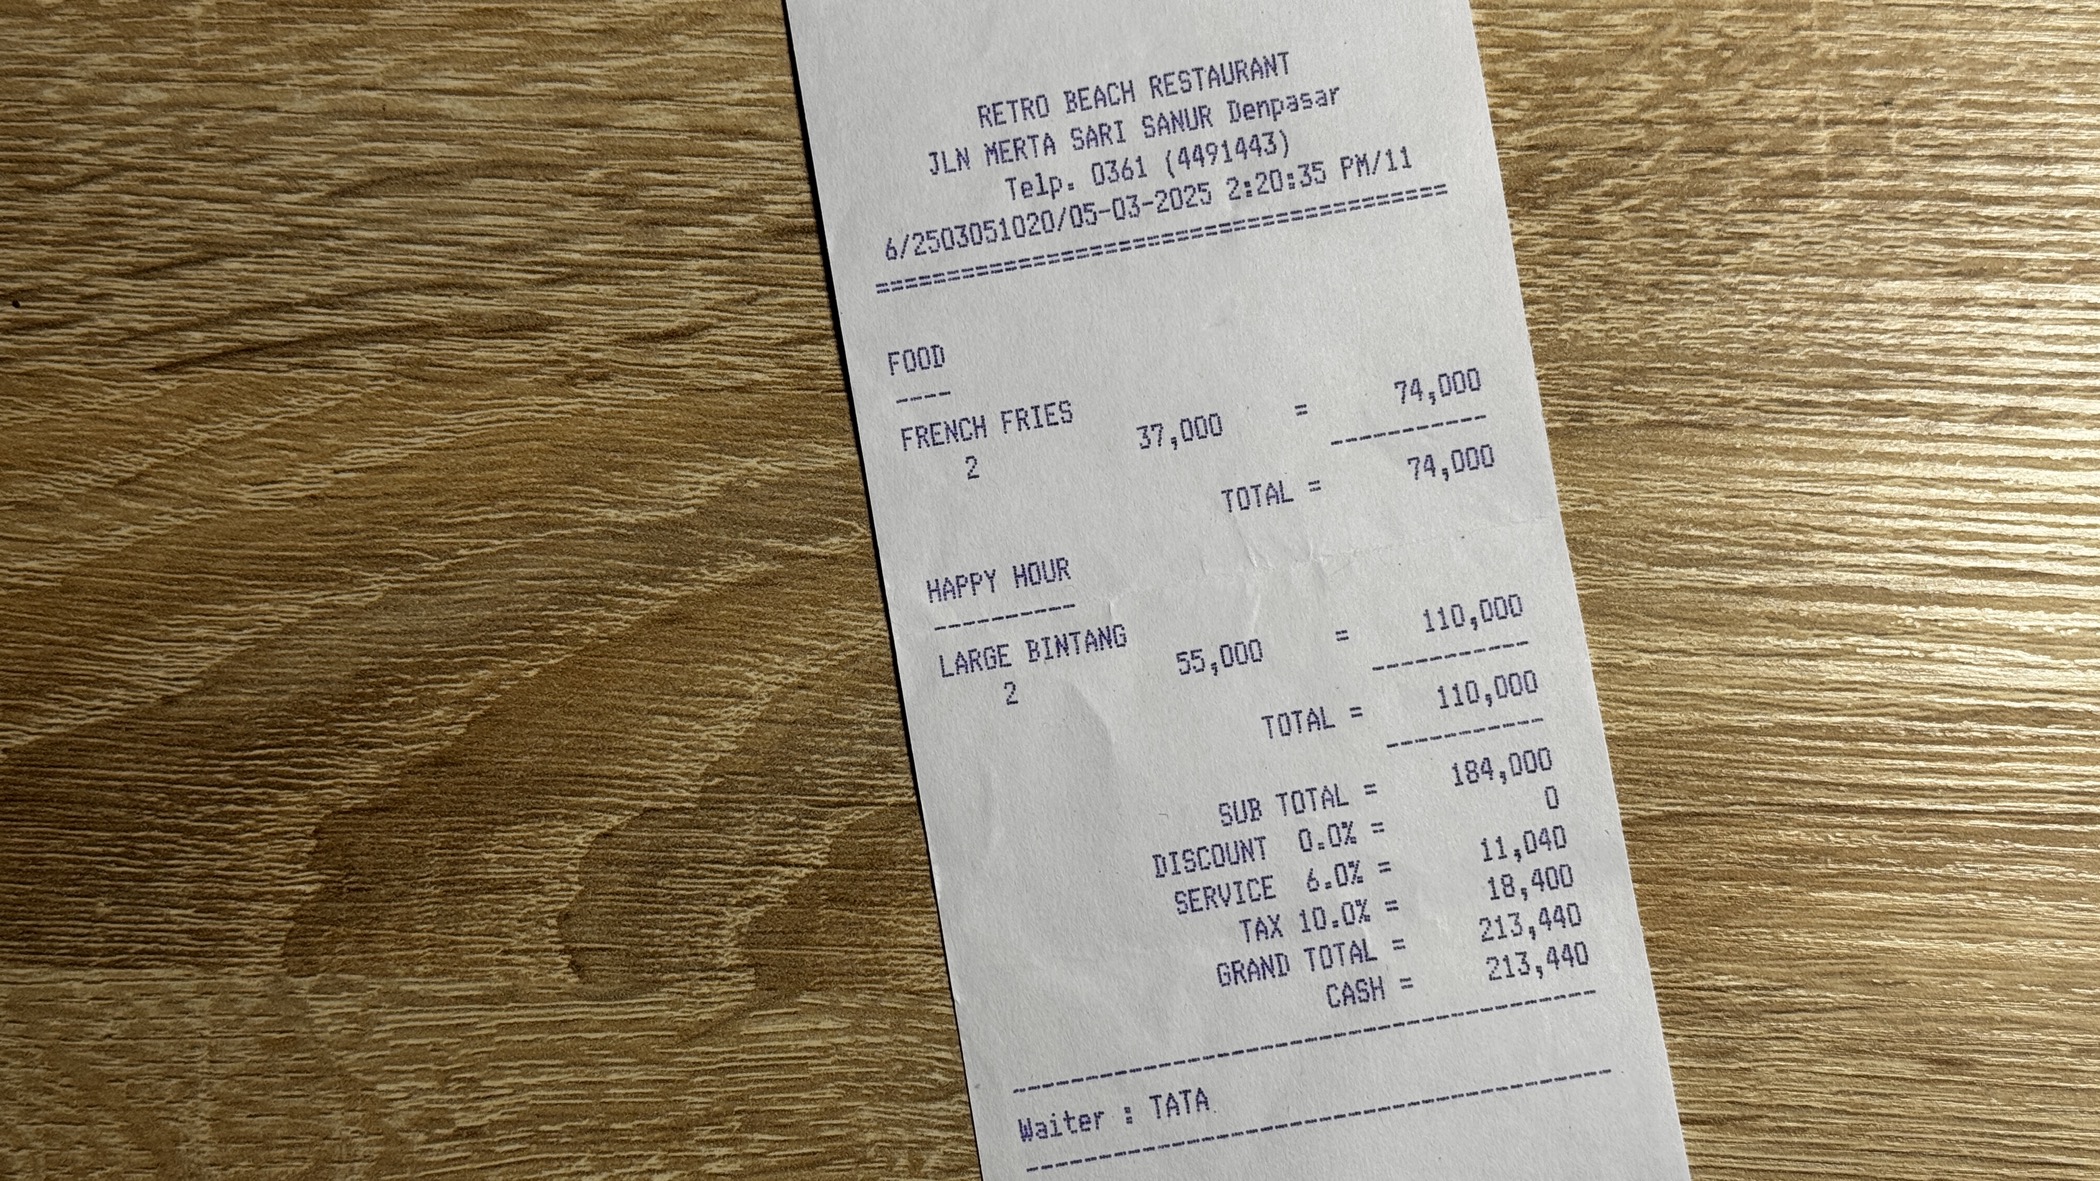 RETRO BEACH RESTAURANT
JLN MERTA SARI SANUR Denpasar
Telp. 0361 (4491443)
6/2503051020/05-03-2025 2:20:35 PM/11
========================================
FOOD
----
FRENCH FRIES
2 37,000 = 74,000
-----------
TOTAL = 74,000
HAPPY HOUR
----------
LARGE BINTANG
2 55,000 = 110,000
-----------
TOTAL = 110,000
-----------
SUB TOTAL = 184,000
DISCOUNT 0.0% = 0
SERVICE 6.0% = 11,040
TAX 10.0% = 18,400
GRAND TOTAL = 213,440
CASH = 213,440
----------------------------------------
Waiter : TATA
----------------------------------------